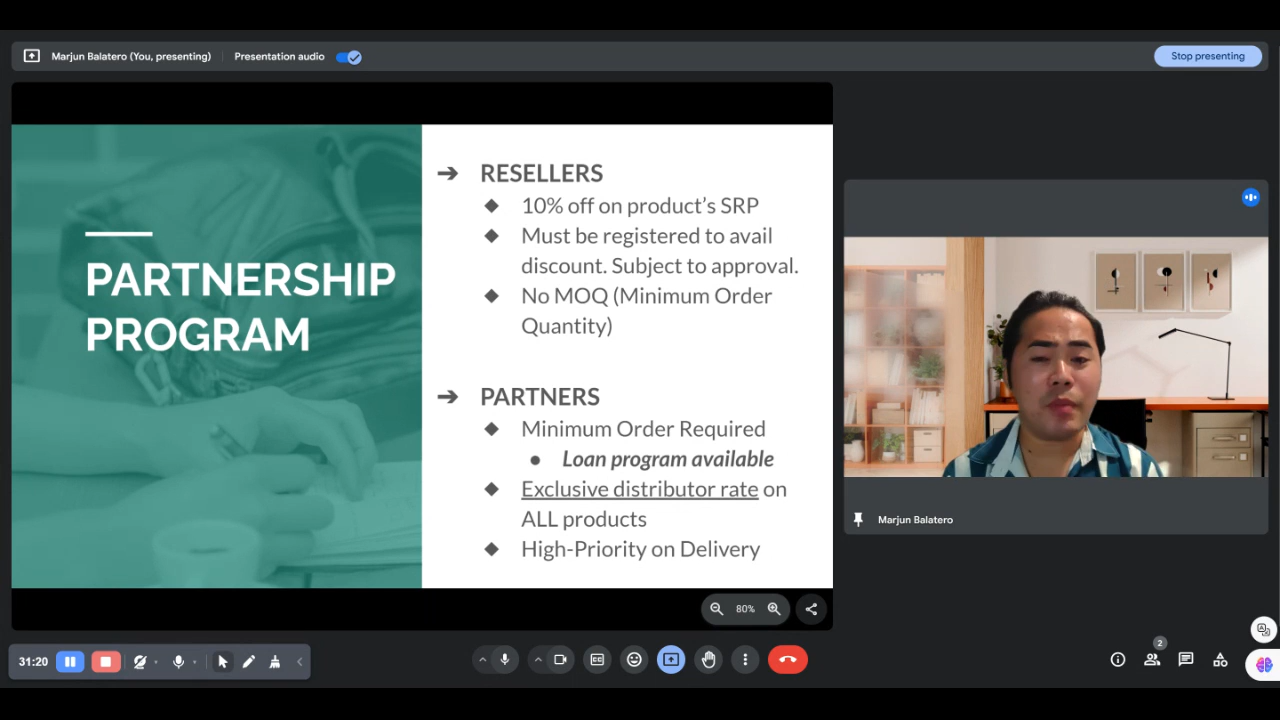 Marjun Balatero (You, presenting)
Presentation audio
Stop presenting
PARTNERSHIP
PROGRAM
➔ RESELLERS
◆ 10% off on product’s SRP
◆ Must be registered to avail
discount. Subject to approval.
◆ No MOQ (Minimum Order
Quantity)
➔ PARTNERS
◆ Minimum Order Required
● Loan program available
◆ Exclusive distributor rate on
ALL products
◆ High-Priority on Delivery
Marjun Balatero
80%
31:20
CC
2